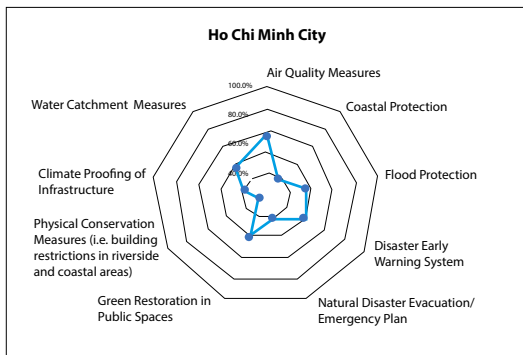 Ho Chi Minh City
Air Quality Measures
100.0%
Water Catchment Measures
Coastal Protection
80.0%
60.0%
40.0%
Climate Proofing of
Infrastructure
Flood Protection
Physical Conservation
Measures (i.e. building
restrictions in riverside
and coastal areas)
Disaster Early
Warning System
Green Restoration in
Public Spaces
Natural Disaster Evacuation/
Emergency Plan